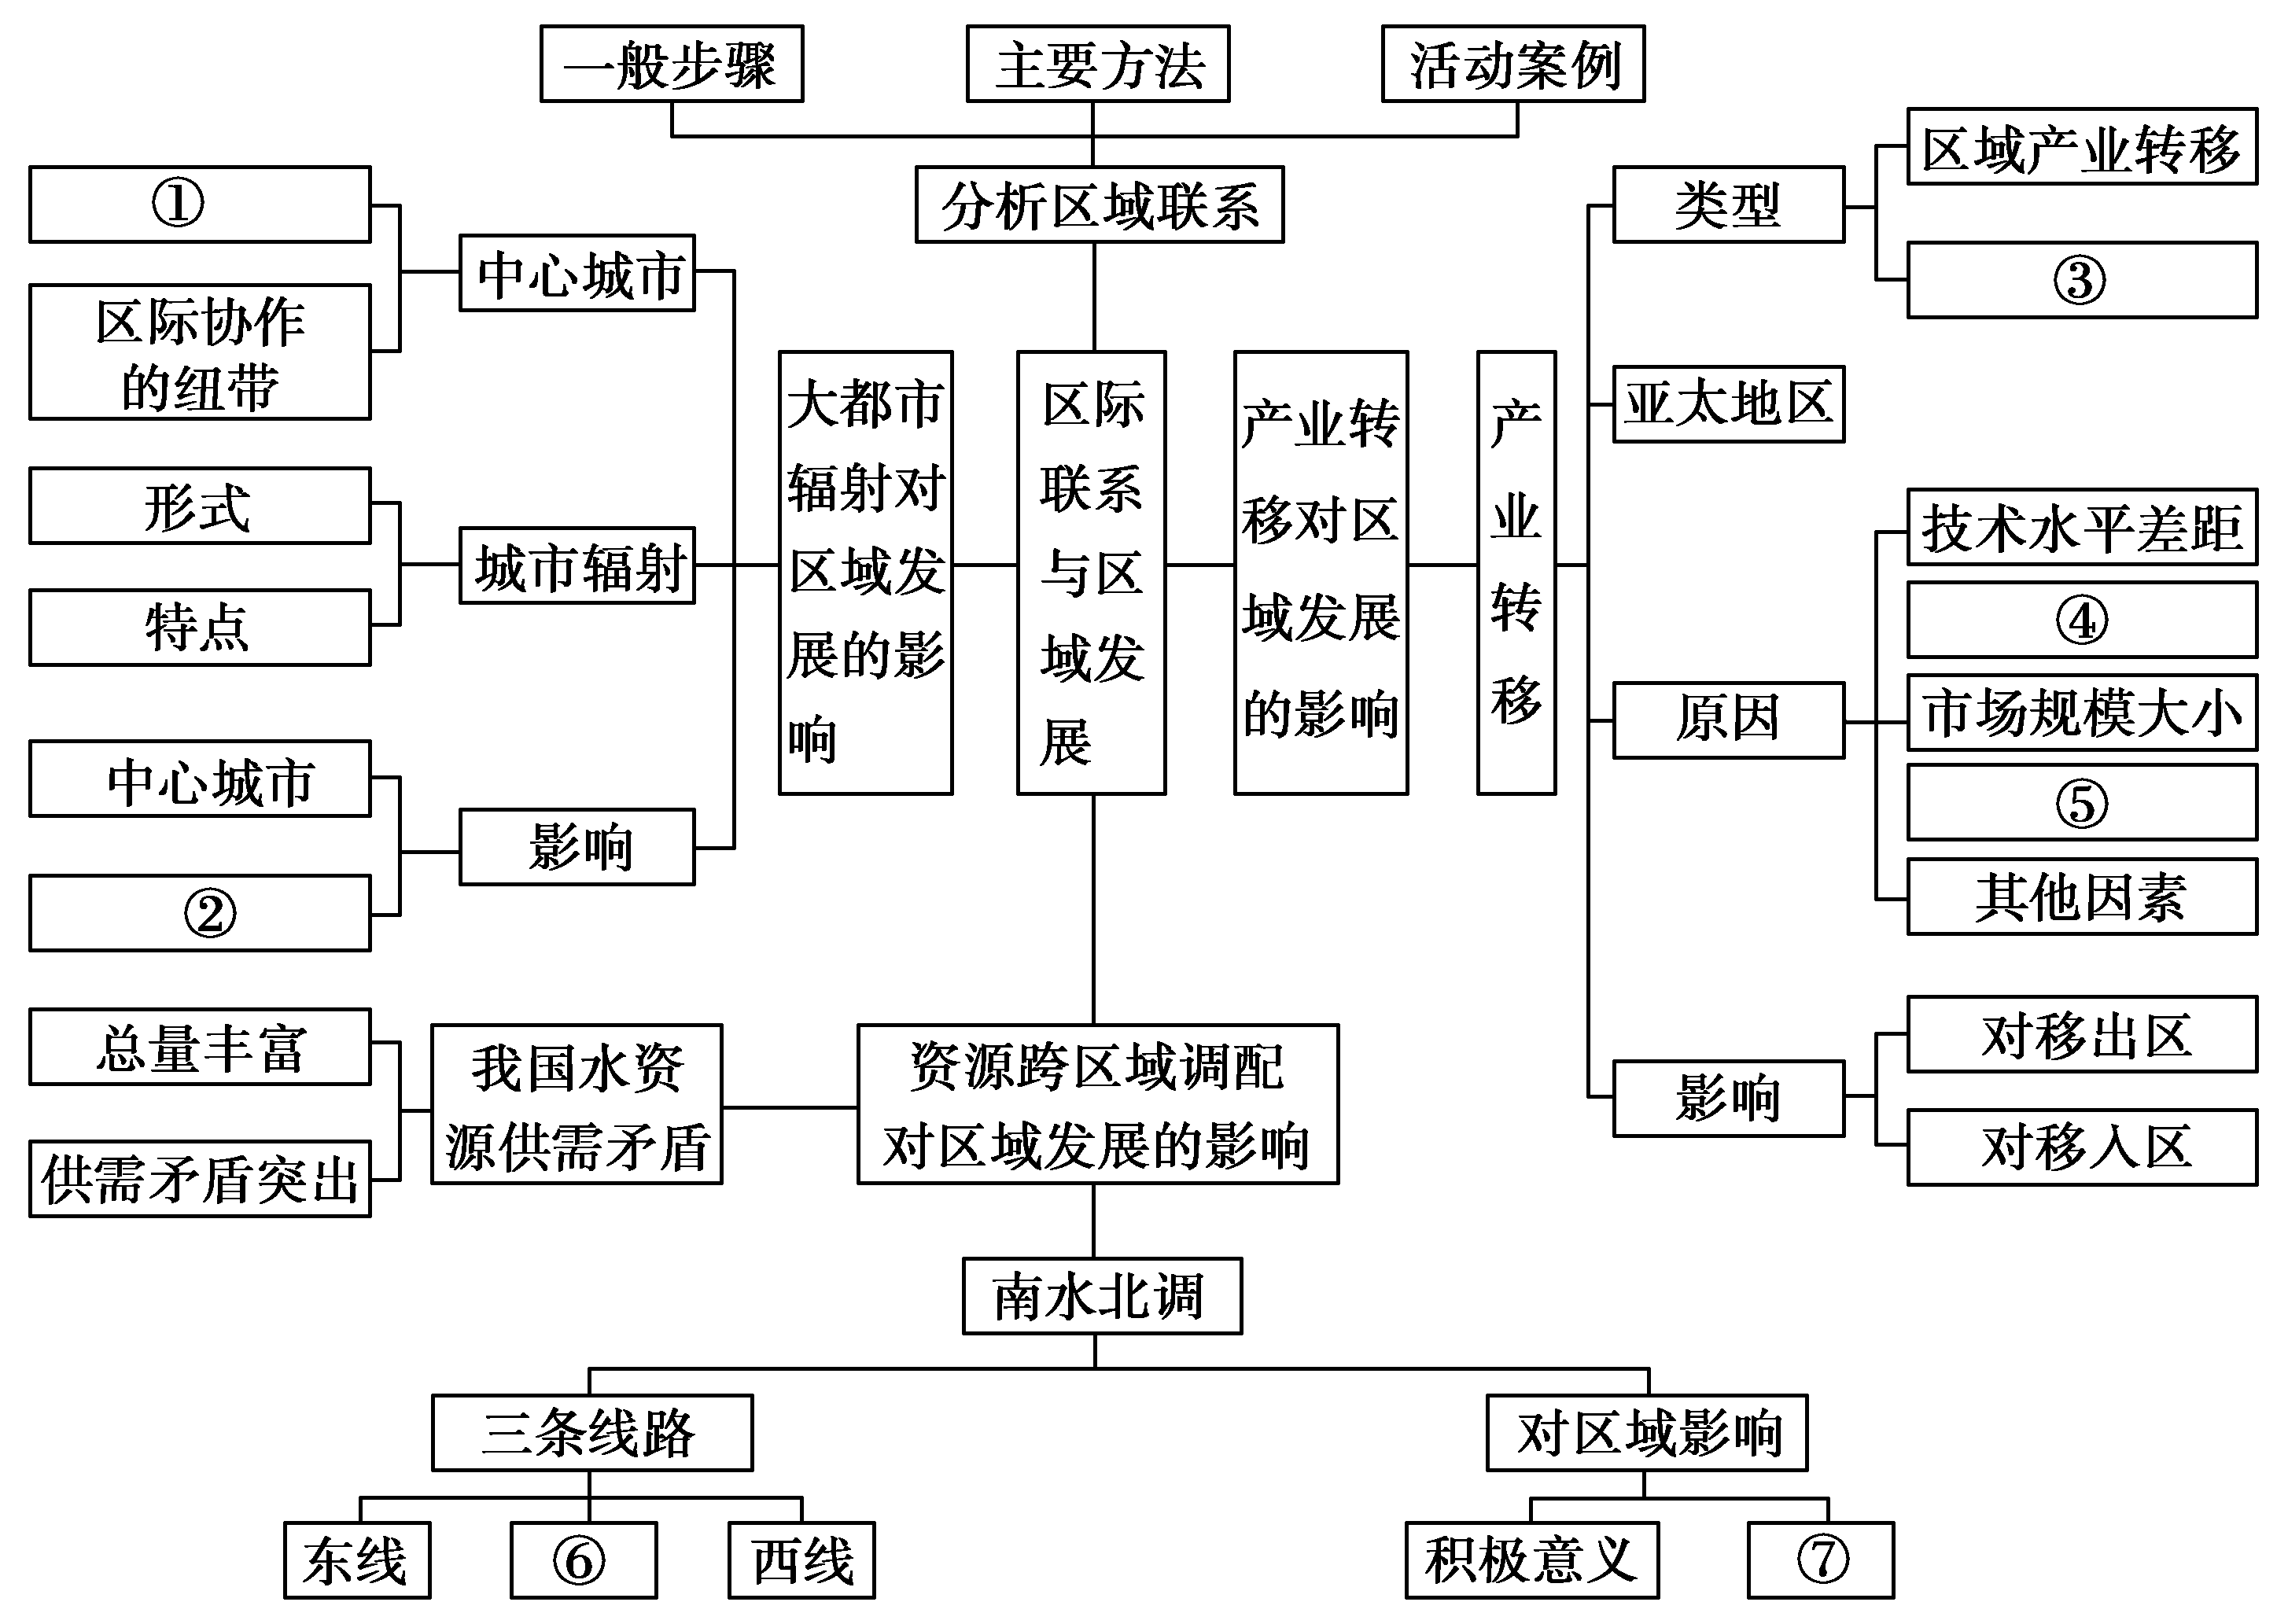 一般步骤
主要方法
活动案例
分析区域联系
①
区际协作
的纽带
中心城市
形式
特点
城市辐射
中心城市
②
影响
大都市
辐射对
区域发
展的影
响
区际
联系
与区
域发
展
产业转
移对区
域发展
的影响
产
业
转
移
类型
区域产业转移
③
亚太地区
原因
技术水平差距
④
市场规模大小
⑤
其他因素
影响
对移出区
对移入区
总量丰富
供需矛盾突出
我国水资
源供需矛盾
资源跨区域调配
对区域发展的影响
南水北调
三条线路
对区域影响
东线
⑥
西线
积极意义
⑦